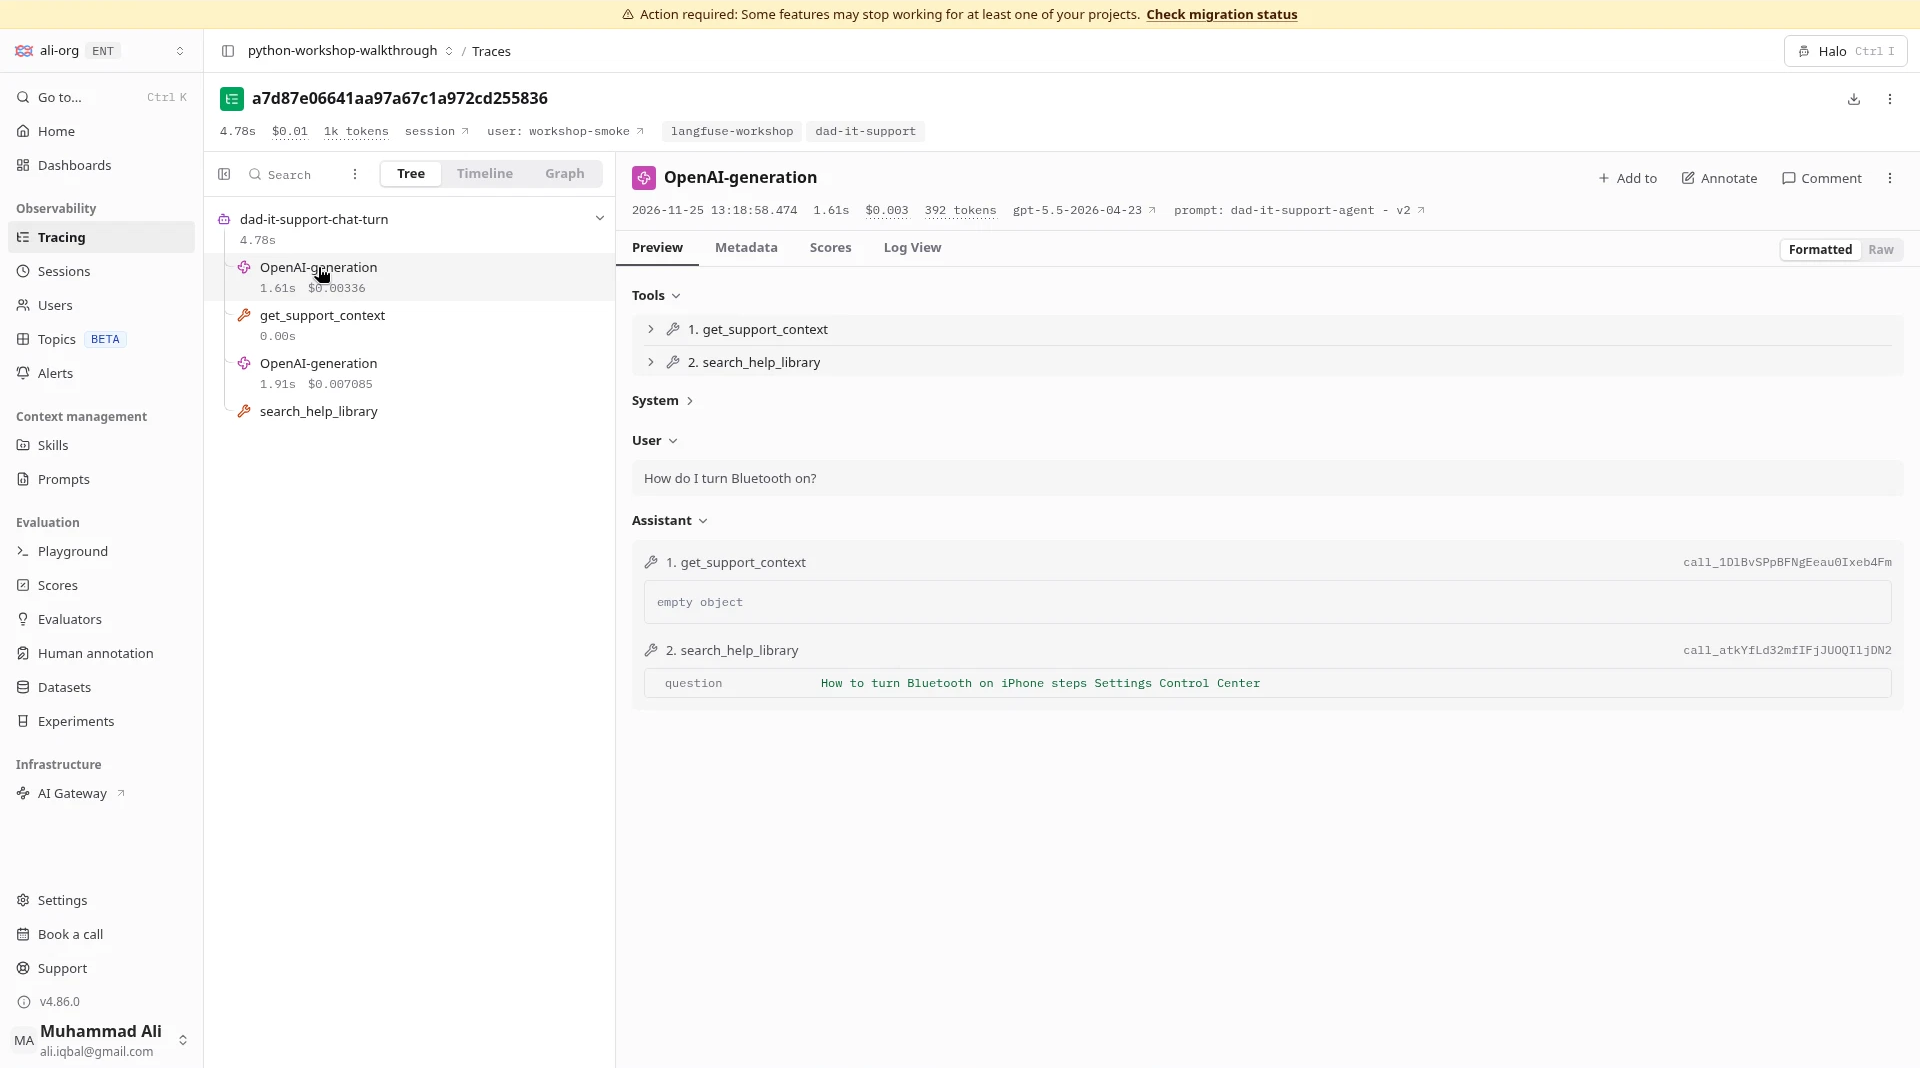 Action required: Some features may stop working for at least one of your projects. Check migration status
ali-org ENT
python-workshop-walkthrough / Traces
Halo Ctrl I
Go to... Ctrl K
Home
Dashboards
Observability
Tracing
Sessions
Users
Topics BETA
Alerts
Context management
Skills
Prompts
Evaluation
Playground
Scores
Evaluators
Human annotation
Datasets
Experiments
Infrastructure
AI Gateway
Settings
Book a call
Support
v4.86.0
MA
Muhammad Ali
ali.iqbal@gmail.com
a7d87e06641aa97a67c1a972cd255836
4.78s $0.01 1k tokens session user: workshop-smoke langfuse-workshop dad-it-support
Search
Tree Timeline Graph
dad-it-support-chat-turn
4.78s
OpenAI-generation
1.61s $0.00336
get_support_context
0.00s
OpenAI-generation
1.91s $0.007085
search_help_library
OpenAI-generation
Add to Annotate Comment
2026-11-25 13:18:58.474 1.61s $0.003 392 tokens gpt-5.5-2026-04-23 prompt: dad-it-support-agent - v2
Preview Metadata Scores Log View
Formatted Raw
Tools
1. get_support_context
2. search_help_library
System
User
How do I turn Bluetooth on?
Assistant
1. get_support_context call_1DlBvSPpBFNgEeau0Ixeb4Fm
empty object
2. search_help_library call_atkYfLd32mfIFjJUOQIljDN2
question How to turn Bluetooth on iPhone steps Settings Control Center